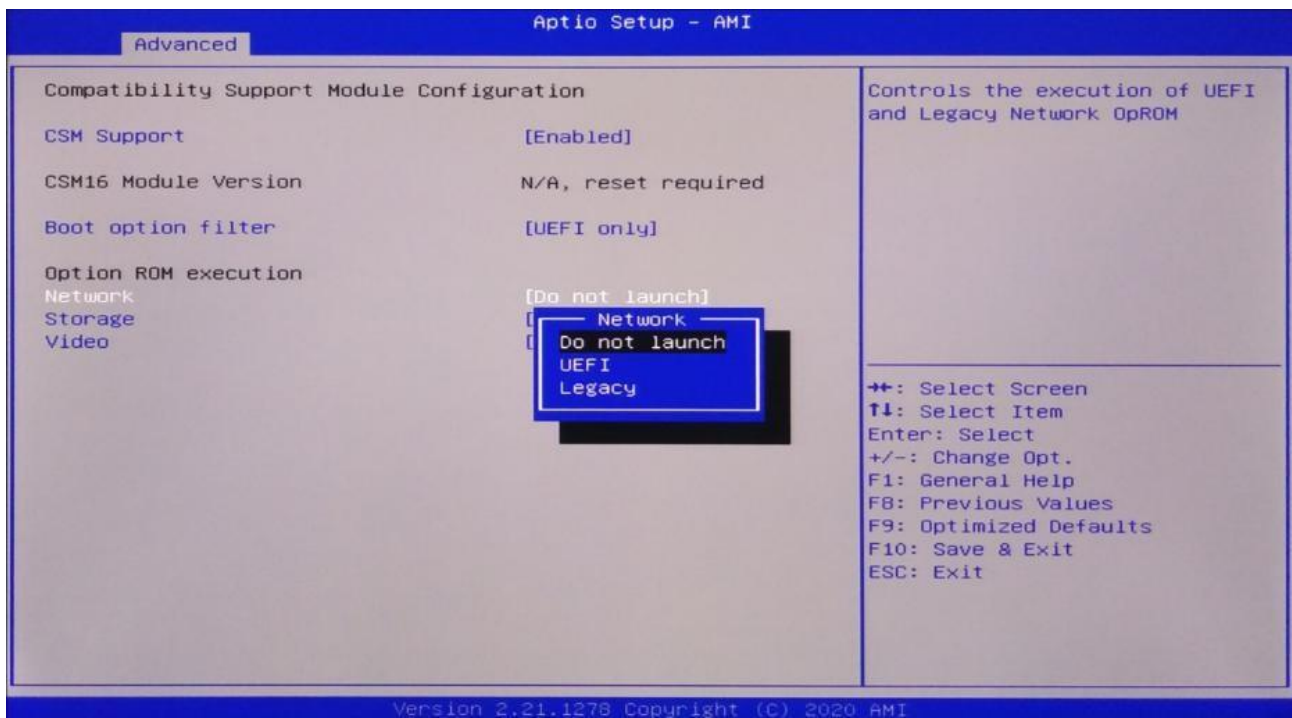 Aptio Setup - AMI
Advanced
Compatibility Support Module Configuration
CSM Support [Enabled]
CSM16 Module Version N/A, reset required
Boot option filter [UEFI only]
Option ROM execution
Network [Do not launch]
Storage [
Video [
Network
Do not launch
UEFI
Legacy
Controls the execution of UEFI
and Legacy Network OpROM
→←: Select Screen
↑↓: Select Item
Enter: Select
+/-: Change Opt.
F1: General Help
F8: Previous Values
F9: Optimized Defaults
F10: Save & Exit
ESC: Exit
Version 2.21.1278 Copyright (C) 2020 AMI